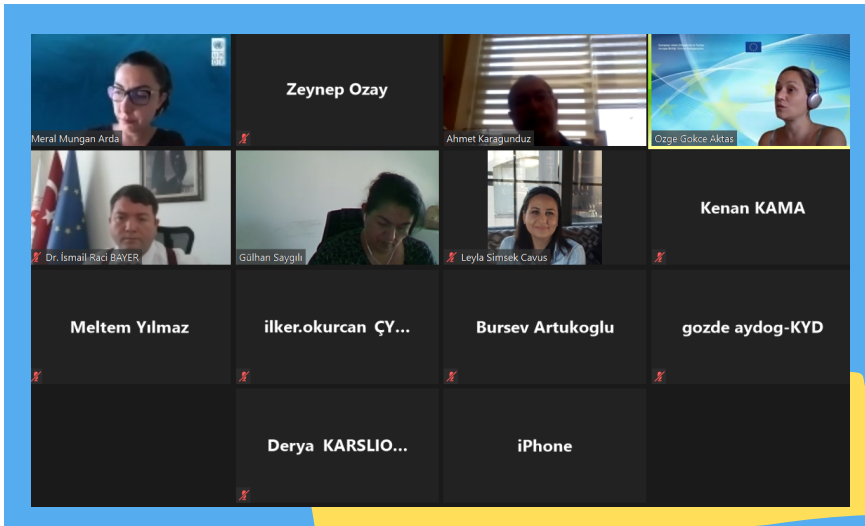 Meral Mungan Arda
Zeynep Ozay
Ahmet Karagunduz
Ozge Gokce Aktas
Dr. İsmail Raci BAYER
Gülhan Saygılı
Leyla Simsek Cavus
Kenan KAMA
Meltem Yılmaz
ilker.okurcan ÇY...
Bursev Artukoglu
gozde aydog-KYD
Derya KARSLIO...
iPhone